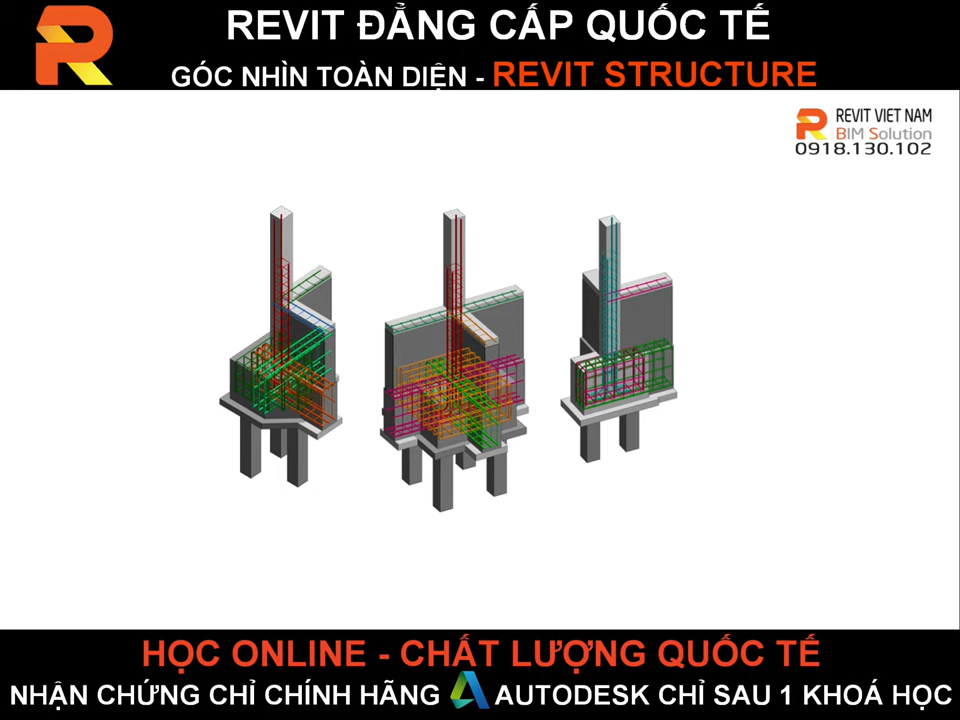 REVIT ĐẲNG CẤP QUỐC TẾ
GÓC NHÌN TOÀN DIỆN - REVIT STRUCTURE
REVIT VIET NAM
BIM Solution
0918.130.102
HỌC ONLINE - CHẤT LƯỢNG QUỐC TẾ
NHẬN CHỨNG CHỈ CHÍNH HÃNG AUTODESK CHỈ SAU 1 KHOÁ HỌC